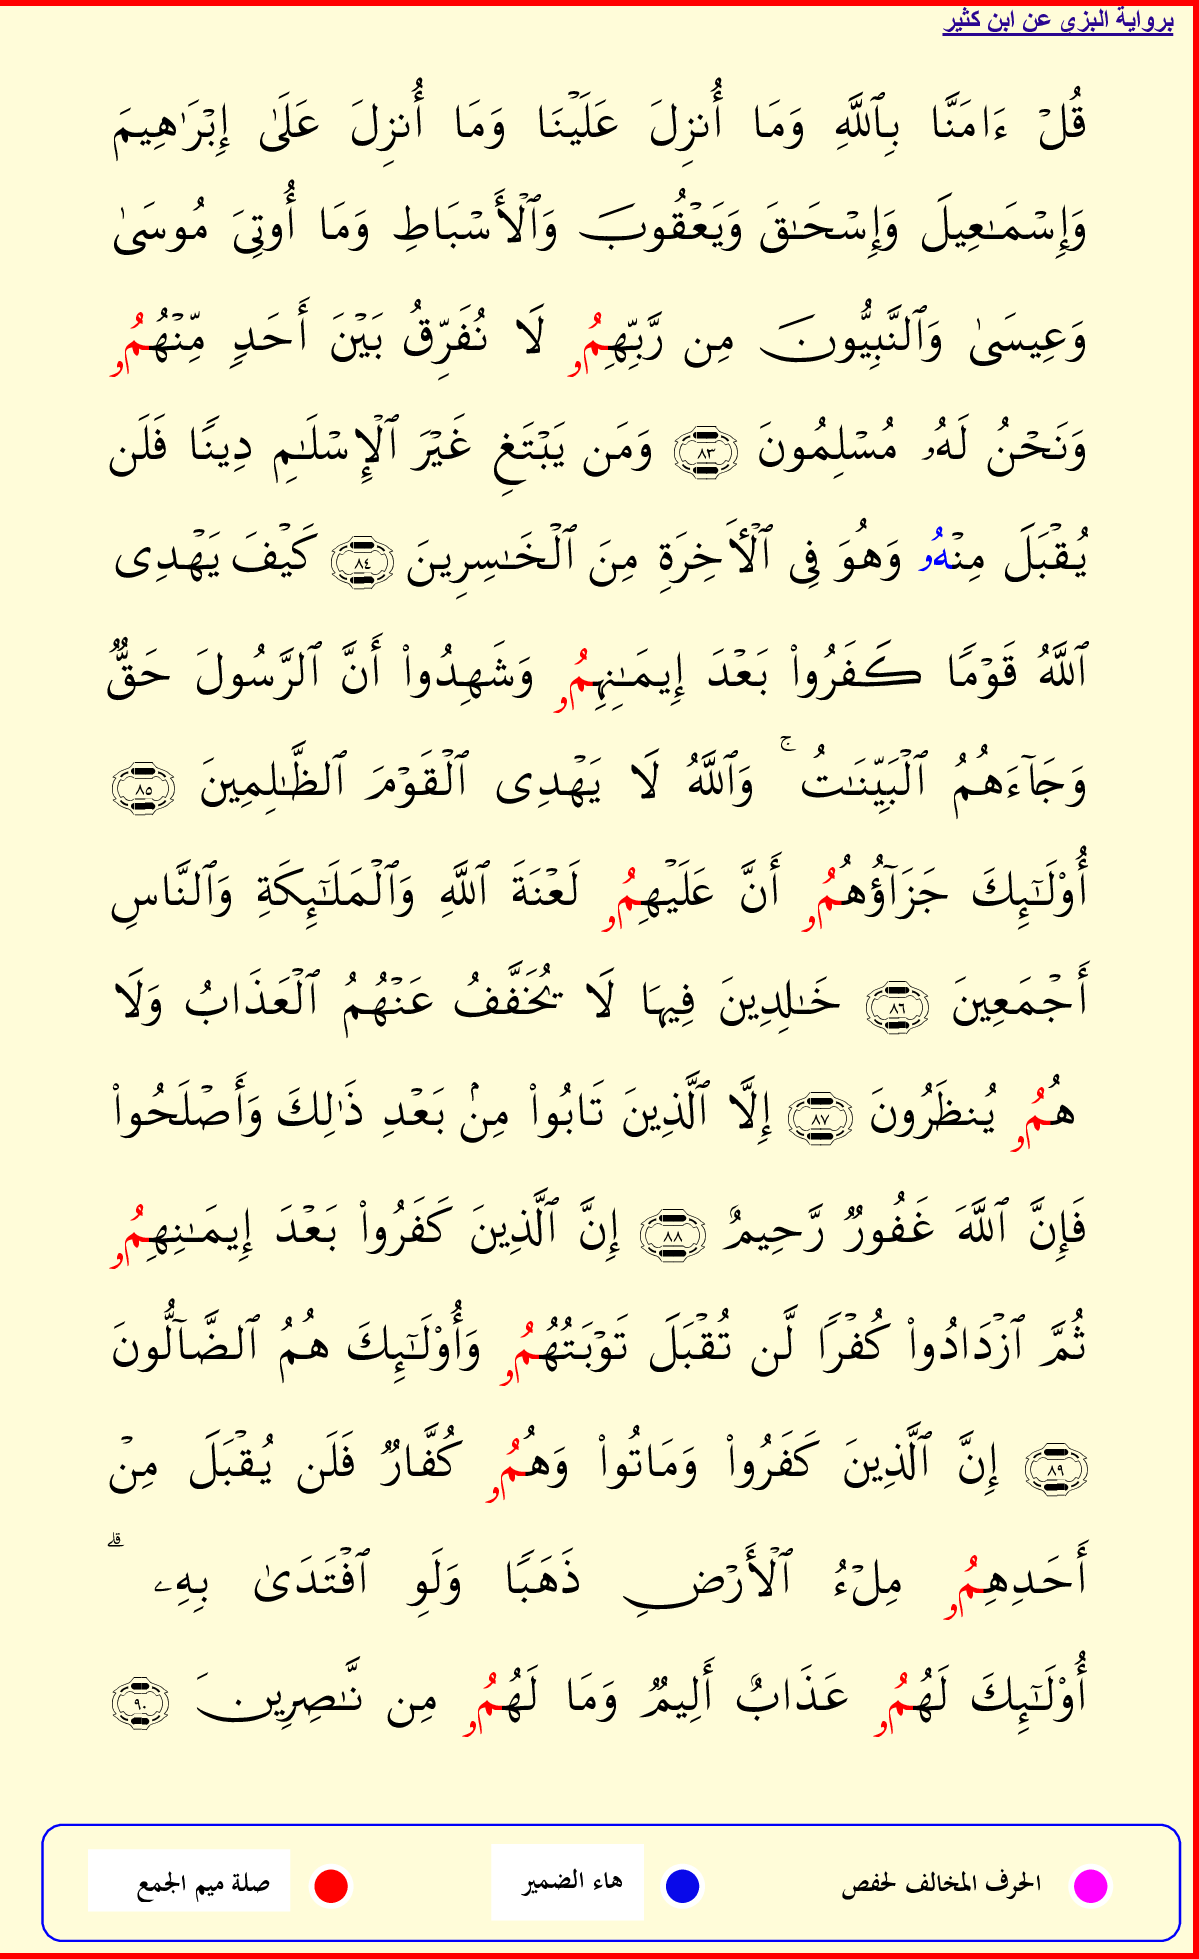 برواية البزي عن ابن كثير
قُلۡ ءَامَنَّا بِٱللَّهِ وَمَا أُنزِلَ عَلَيۡنَا وَمَا أُنزِلَ عَلَىٰ إِبۡرَٰهِيمَ
وَإِسۡمَـٰعِيلَ وَإِسۡحَـٰقَ وَيَعۡقُوبَ وَٱلۡأَسۡبَاطِ وَمَا أُوتِيَ مُوسَىٰ
وَعِيسَىٰ وَٱلنَّبِيُّونَ مِن رَّبِّهِمُۥ لَا نُفَرِّقُ بَيۡنَ أَحَدٍ مِّنۡهُمُۥ
وَنَحۡنُ لَهُۥ مُسۡلِمُونَ ٨٣ وَمَن يَبۡتَغِ غَيۡرَ ٱلۡإِسۡلَـٰمِ دِينًا فَلَن
يُقۡبَلَ مِنۡهُۥ وَهُوَ فِي ٱلۡأَخِرَةِ مِنَ ٱلۡخَـٰسِرِينَ ٨٤ كَيۡفَ يَهۡدِى
ٱللَّهُ قَوۡمًا كَفَرُواْ بَعۡدَ إِيمَـٰنِهِمُۥ وَشَهِدُواْ أَنَّ ٱلرَّسُولَ حَقٌّ
وَجَآءَهُمُ ٱلۡبَيِّنَـٰتُ ۚ وَٱللَّهُ لَا يَهۡدِى ٱلۡقَوۡمَ ٱلظَّـٰلِمِينَ ٨٥
أُوْلَـٰٓئِكَ جَزَآؤُهُمُۥ أَنَّ عَلَيۡهِمُۥ لَعۡنَةَ ٱللَّهِ وَٱلۡمَلَـٰٓئِكَةِ وَٱلنَّاسِ
أَجۡمَعِينَ ٨٦ خَـٰلِدِينَ فِيهَا لَا يُخَفَّفُ عَنۡهُمُ ٱلۡعَذَابُ وَلَا
هُمُۥ يُنظَرُونَ ٨٧ إِلَّا ٱلَّذِينَ تَابُواْ مِنۢ بَعۡدِ ذَٰلِكَ وَأَصۡلَحُواْ
فَإِنَّ ٱللَّهَ غَفُورٌ رَّحِيمٌ ٨٨ إِنَّ ٱلَّذِينَ كَفَرُواْ بَعۡدَ إِيمَـٰنِهِمُۥ
ثُمَّ ٱزۡدَادُواْ كُفۡرًا لَّن تُقۡبَلَ تَوۡبَتُهُمُۥ وَأُوْلَـٰٓئِكَ هُمُ ٱلضَّآلُّونَ
٨٩ إِنَّ ٱلَّذِينَ كَفَرُواْ وَمَاتُواْ وَهُمُۥ كُفَّارٌ فَلَن يُقۡبَلَ مِنۡ
أَحَدِهِمُۥ مِلۡءُ ٱلۡأَرۡضِ ذَهَبًا وَلَوِ ٱفۡتَدَىٰ بِهِۦ ۗ
أُوْلَـٰٓئِكَ لَهُمُۥ عَذَابٌ أَلِيمٌ وَمَا لَهُمُۥ مِن نَّـٰصِرِينَ ٩٠
الحرف المخالف لحفص هاء الضمير صلة ميم الجمع